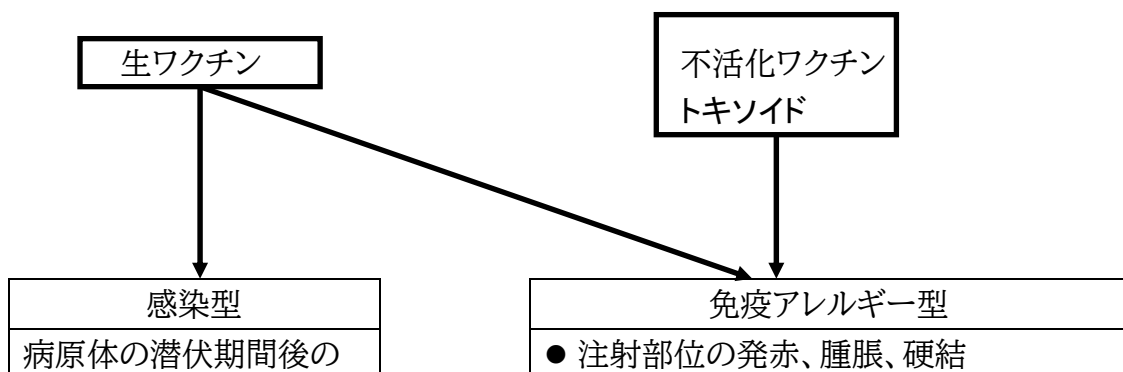 生ワクチン
不活化ワクチン
トキソイド
感染型
免疫アレルギー型
病原体の潜伏期間後の
● 注射部位の発赤、腫脹、硬結